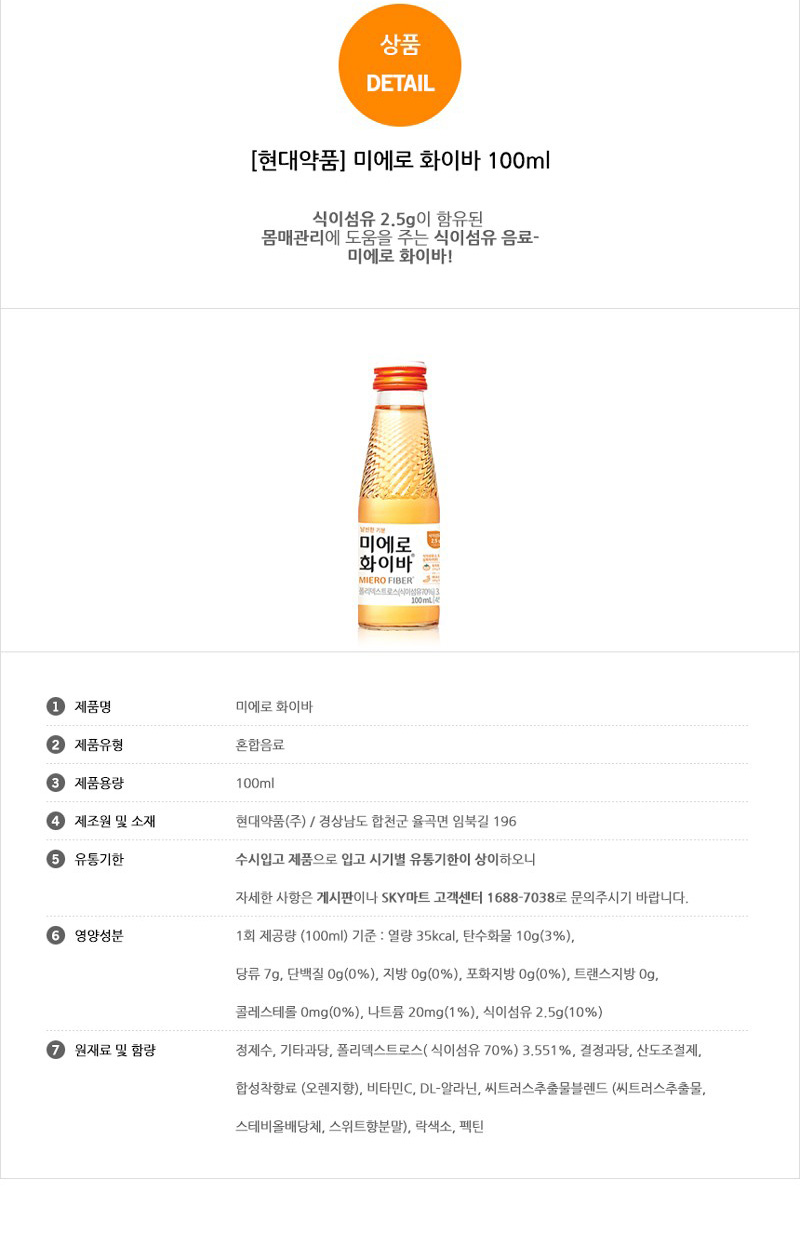 상품
DETAIL
[현대약품] 미에로 화이바 100ml
식이섬유 2.5g이 함유된
몸매관리에 도움을 주는 식이섬유 음료-
미에로 화이바!
날씬한 기분
미에로
화이바
MIERO FIBER
폴리덱스트로스(식이섬유70%)
100mL
1 제품명 미에로 화이바
2 제품유형 혼합음료
3 제품용량 100ml
4 제조원 및 소재 현대약품(주) / 경상남도 합천군 율곡면 임북길 196
5 유통기한 수시입고 제품으로 입고 시기별 유통기한이 상이하오니
자세한 사항은 게시판이나 SKY마트 고객센터 1688-7038로 문의주시기 바랍니다.
6 영양성분 1회 제공량 (100ml) 기준 : 열량 35kcal, 탄수화물 10g(3%),
당류 7g, 단백질 0g(0%), 지방 0g(0%), 포화지방 0g(0%), 트랜스지방 0g,
콜레스테롤 0mg(0%), 나트륨 20mg(1%), 식이섬유 2.5g(10%)
7 원재료 및 함량 정제수, 기타과당, 폴리덱스트로스( 식이섬유 70%) 3.551%, 결정과당, 산도조절제,
합성착향료 (오렌지향), 비타민C, DL-알라닌, 씨트러스추출물블렌드 (씨트러스추출물,
스테비올배당체, 스위트향분말), 락색소, 펙틴